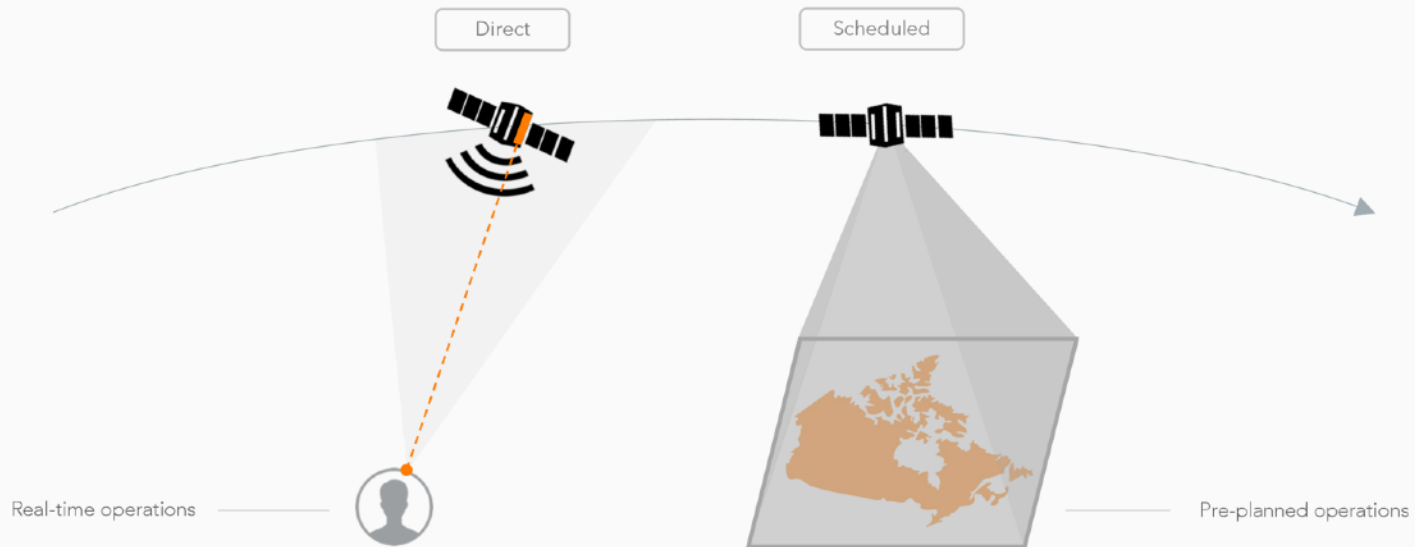 Direct
Scheduled
Real-time operations
Pre-planned operations